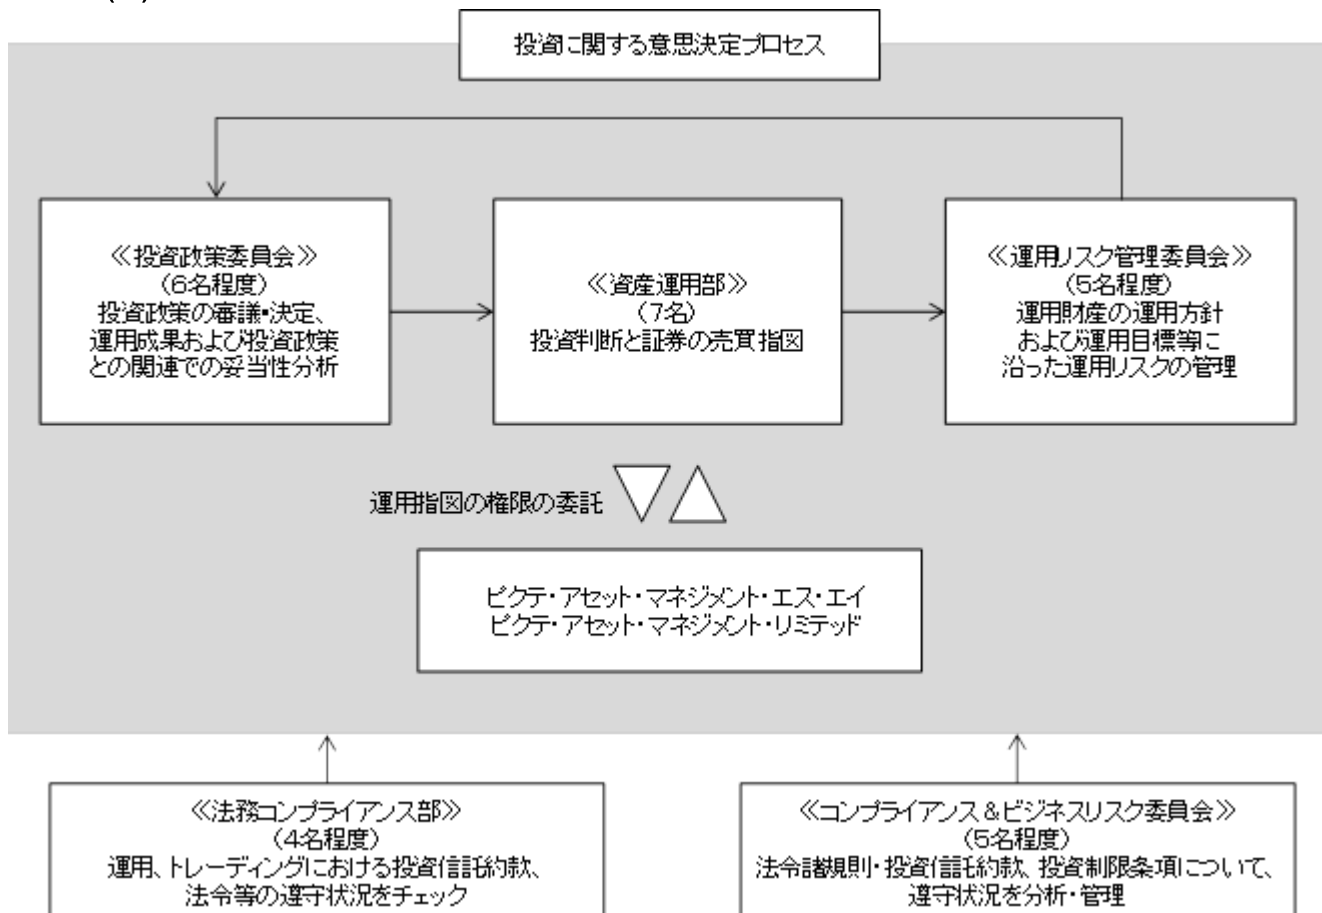 投資に関する意思決定プロセス
≪投資政策委員会≫
(6名程度)
投資政策の審議・決定、
運用成果および投資政策
との関連での妥当性分析
≪資産運用部≫
(7名)
投資判断と証券の売買指図
≪運用リスク管理委員会≫
(5名程度)
運用財産の運用方針
および運用目標等に
沿った運用リスクの管理
運用指図の権限の委託
ピクテ・アセット・マネジメント・エス・エイ
ピクテ・アセット・マネジメント・リミテッド
≪法務コンプライアンス部≫
(4名程度)
運用、トレーディングにおける投資信託約款、
法令等の遵守状況をチェック
≪コンプライアンス&ビジネスリスク委員会≫
(5名程度)
法令諸規則・投資信託約款、投資制限条項について、
遵守状況を分析・管理